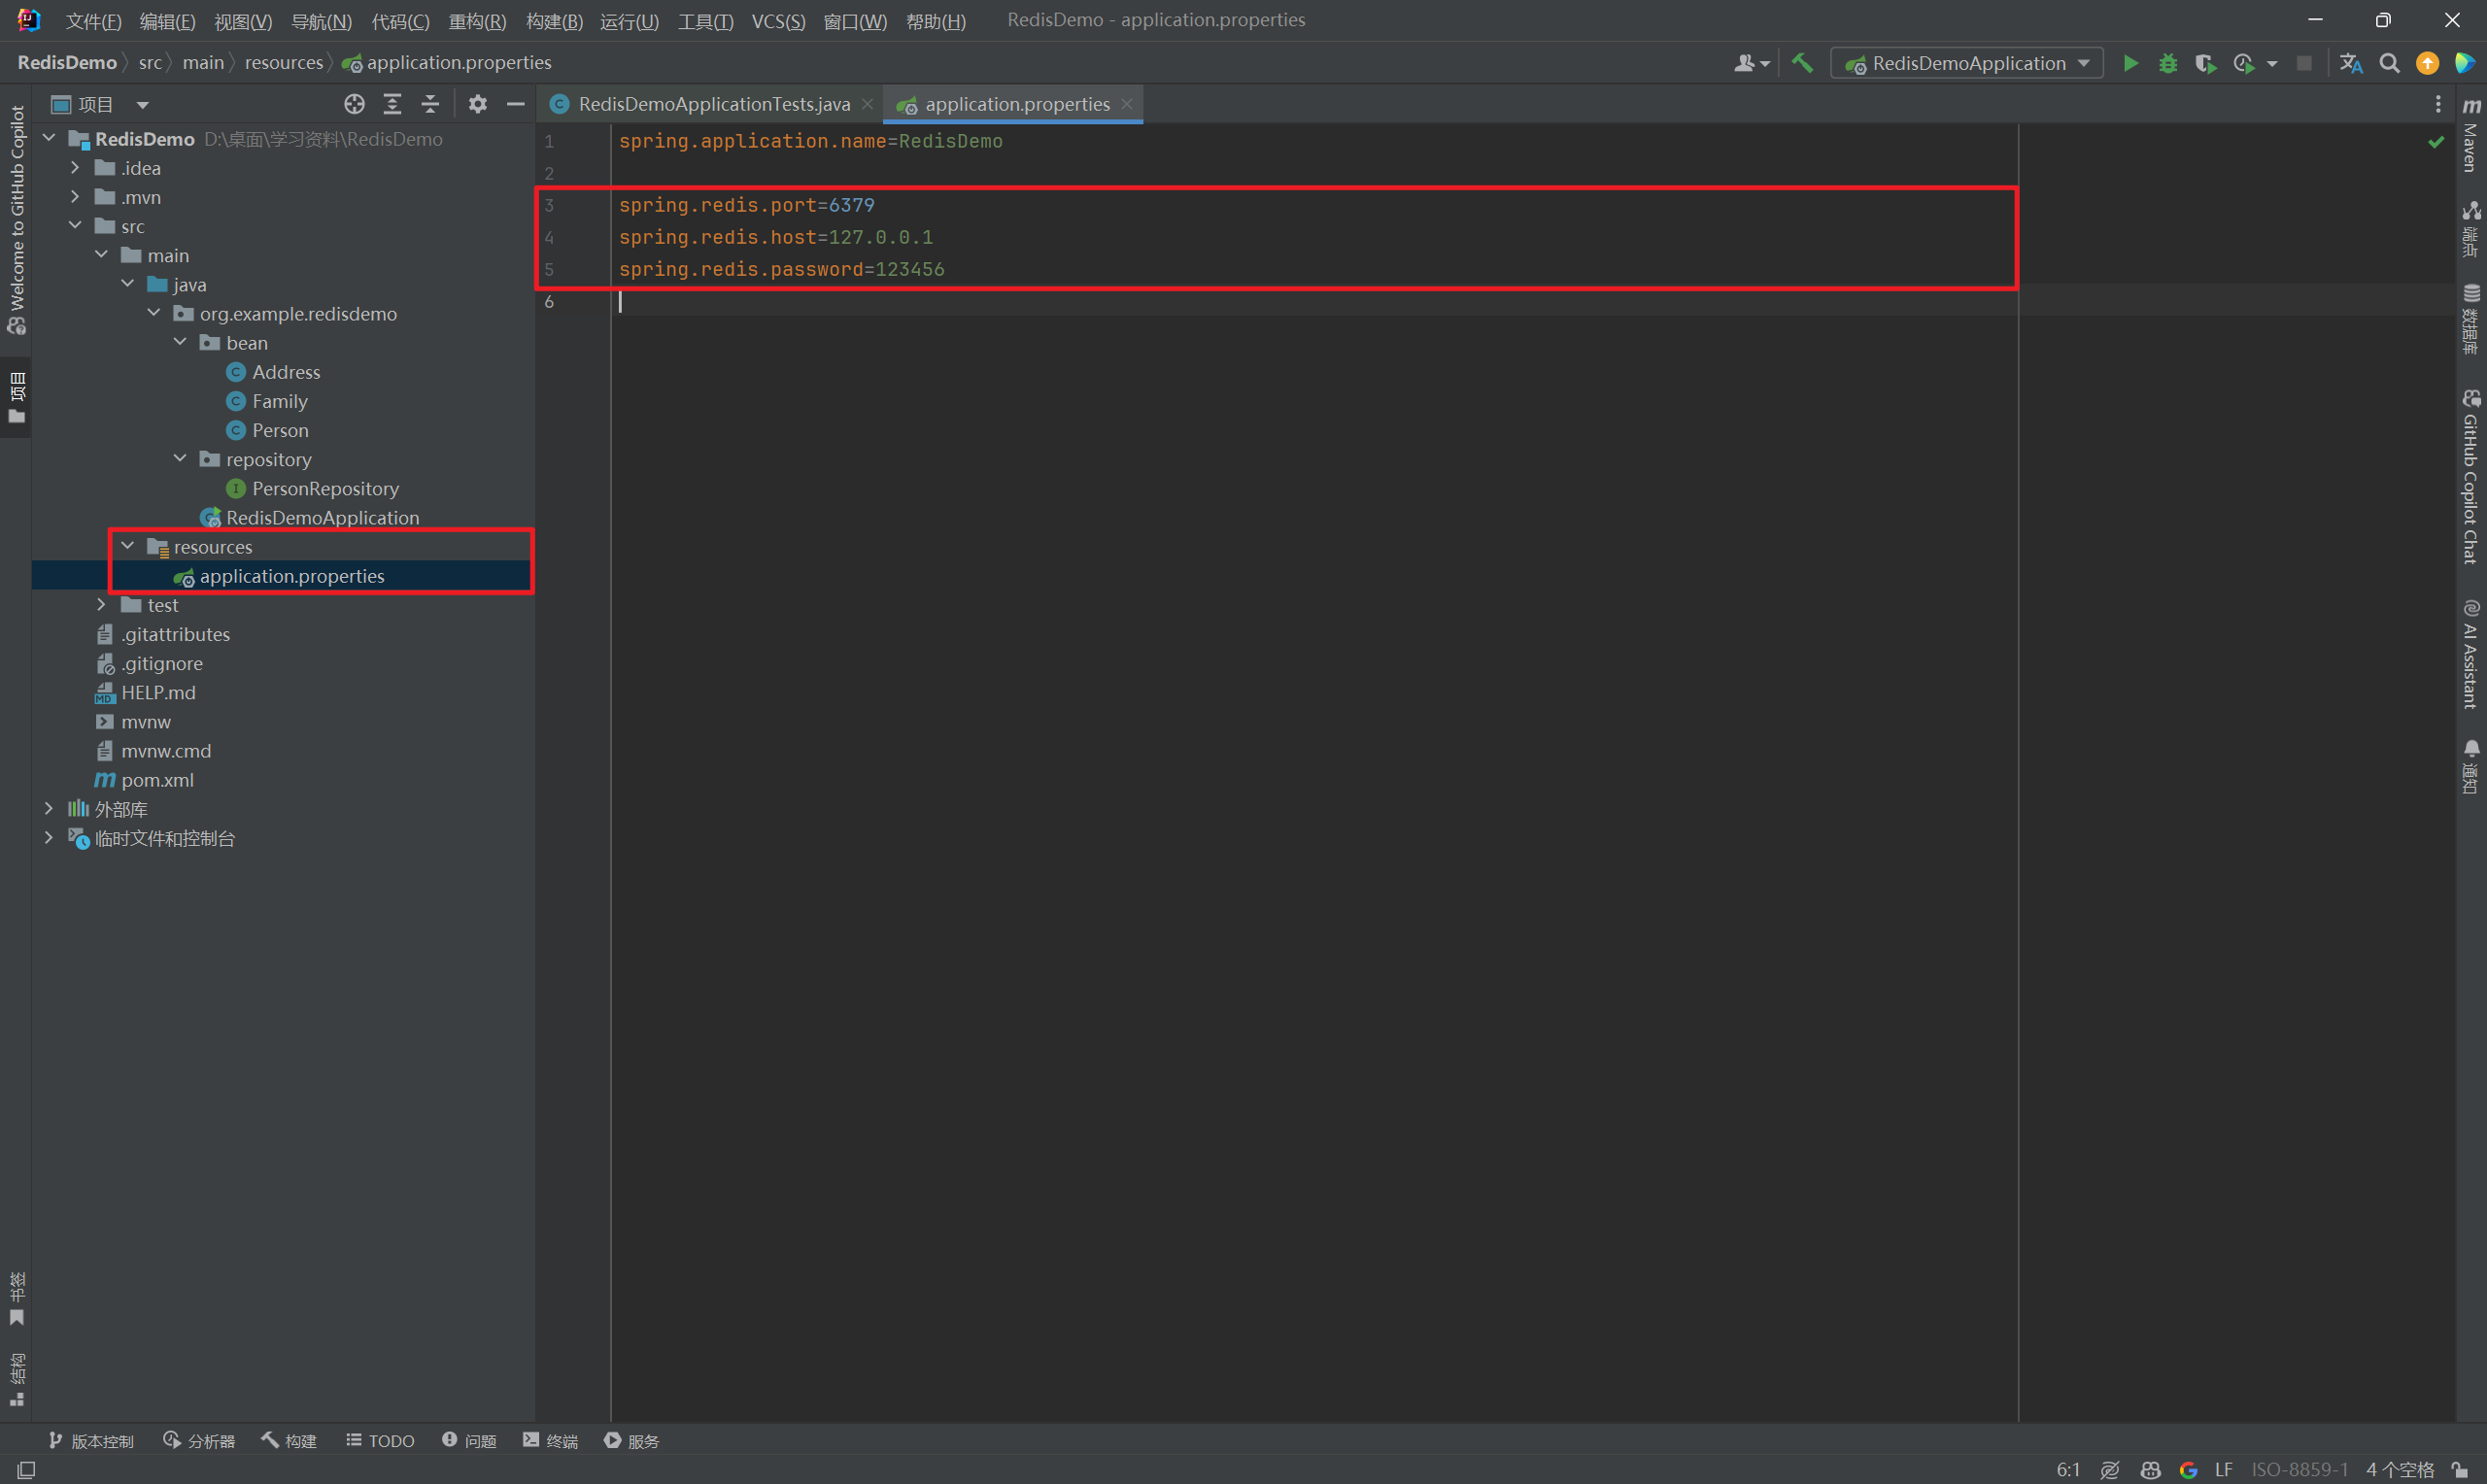 文件(F) 编辑(E) 视图(V) 导航(N) 代码(C) 重构(R) 构建(B) 运行(U) 工具(T) VCS(S) 窗口(W) 帮助(H) RedisDemo - application.properties
RedisDemo src main resources application.properties RedisDemoApplication
项目
RedisDemoApplicationTests.java application.properties
RedisDemo D:\桌面\学习资料\RedisDemo
.idea
.mvn
src
main
java
org.example.redisdemo
bean
Address
Family
Person
repository
PersonRepository
RedisDemoApplication
resources
application.properties
test
.gitattributes
.gitignore
HELP.md
mvnw
mvnw.cmd
pom.xml
外部库
临时文件和控制台
1 spring.application.name=RedisDemo
2
3 spring.redis.port=6379
4 spring.redis.host=127.0.0.1
5 spring.redis.password=123456
6
Welcome to GitHub Copilot
项目
书签
结构
Maven
端点
数据库
GitHub Copilot Chat
AI Assistant
通知
版本控制 分析器 构建 TODO 问题 终端 服务
6:1 LF ISO-8859-1 4 个空格